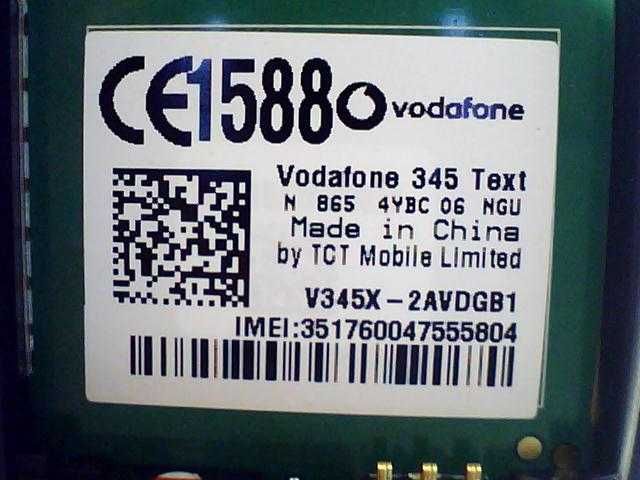 CE1588 vodafone
Vodafone 345 Text
N 865 4YBC 06 NGU
Made in China
by TCT Mobile Limited
V345X-2AVDGB1
IMEI:351760047555804